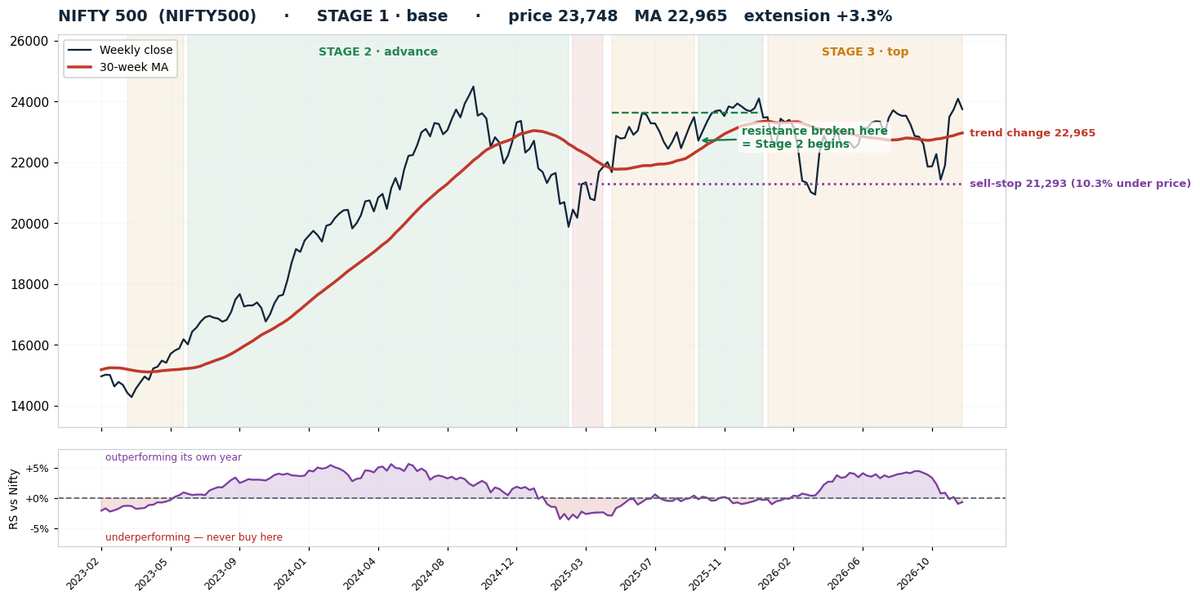 NIFTY 500  (NIFTY500)     ·     STAGE 1 · base     ·     price 23,748   MA 22,965   extension +3.3%
26000
24000
22000
20000
18000
16000
14000
Weekly close
30-week MA
STAGE 2 · advance
STAGE 3 · top
resistance broken here
= Stage 2 begins
trend change 22,965
sell-stop 21,293 (10.3% under price)
RS vs Nifty
+5%
+0%
-5%
outperforming its own year
underperforming — never buy here
2023-02
2023-05
2023-09
2024-01
2024-04
2024-08
2024-12
2025-03
2025-07
2025-11
2026-02
2026-06
2026-10